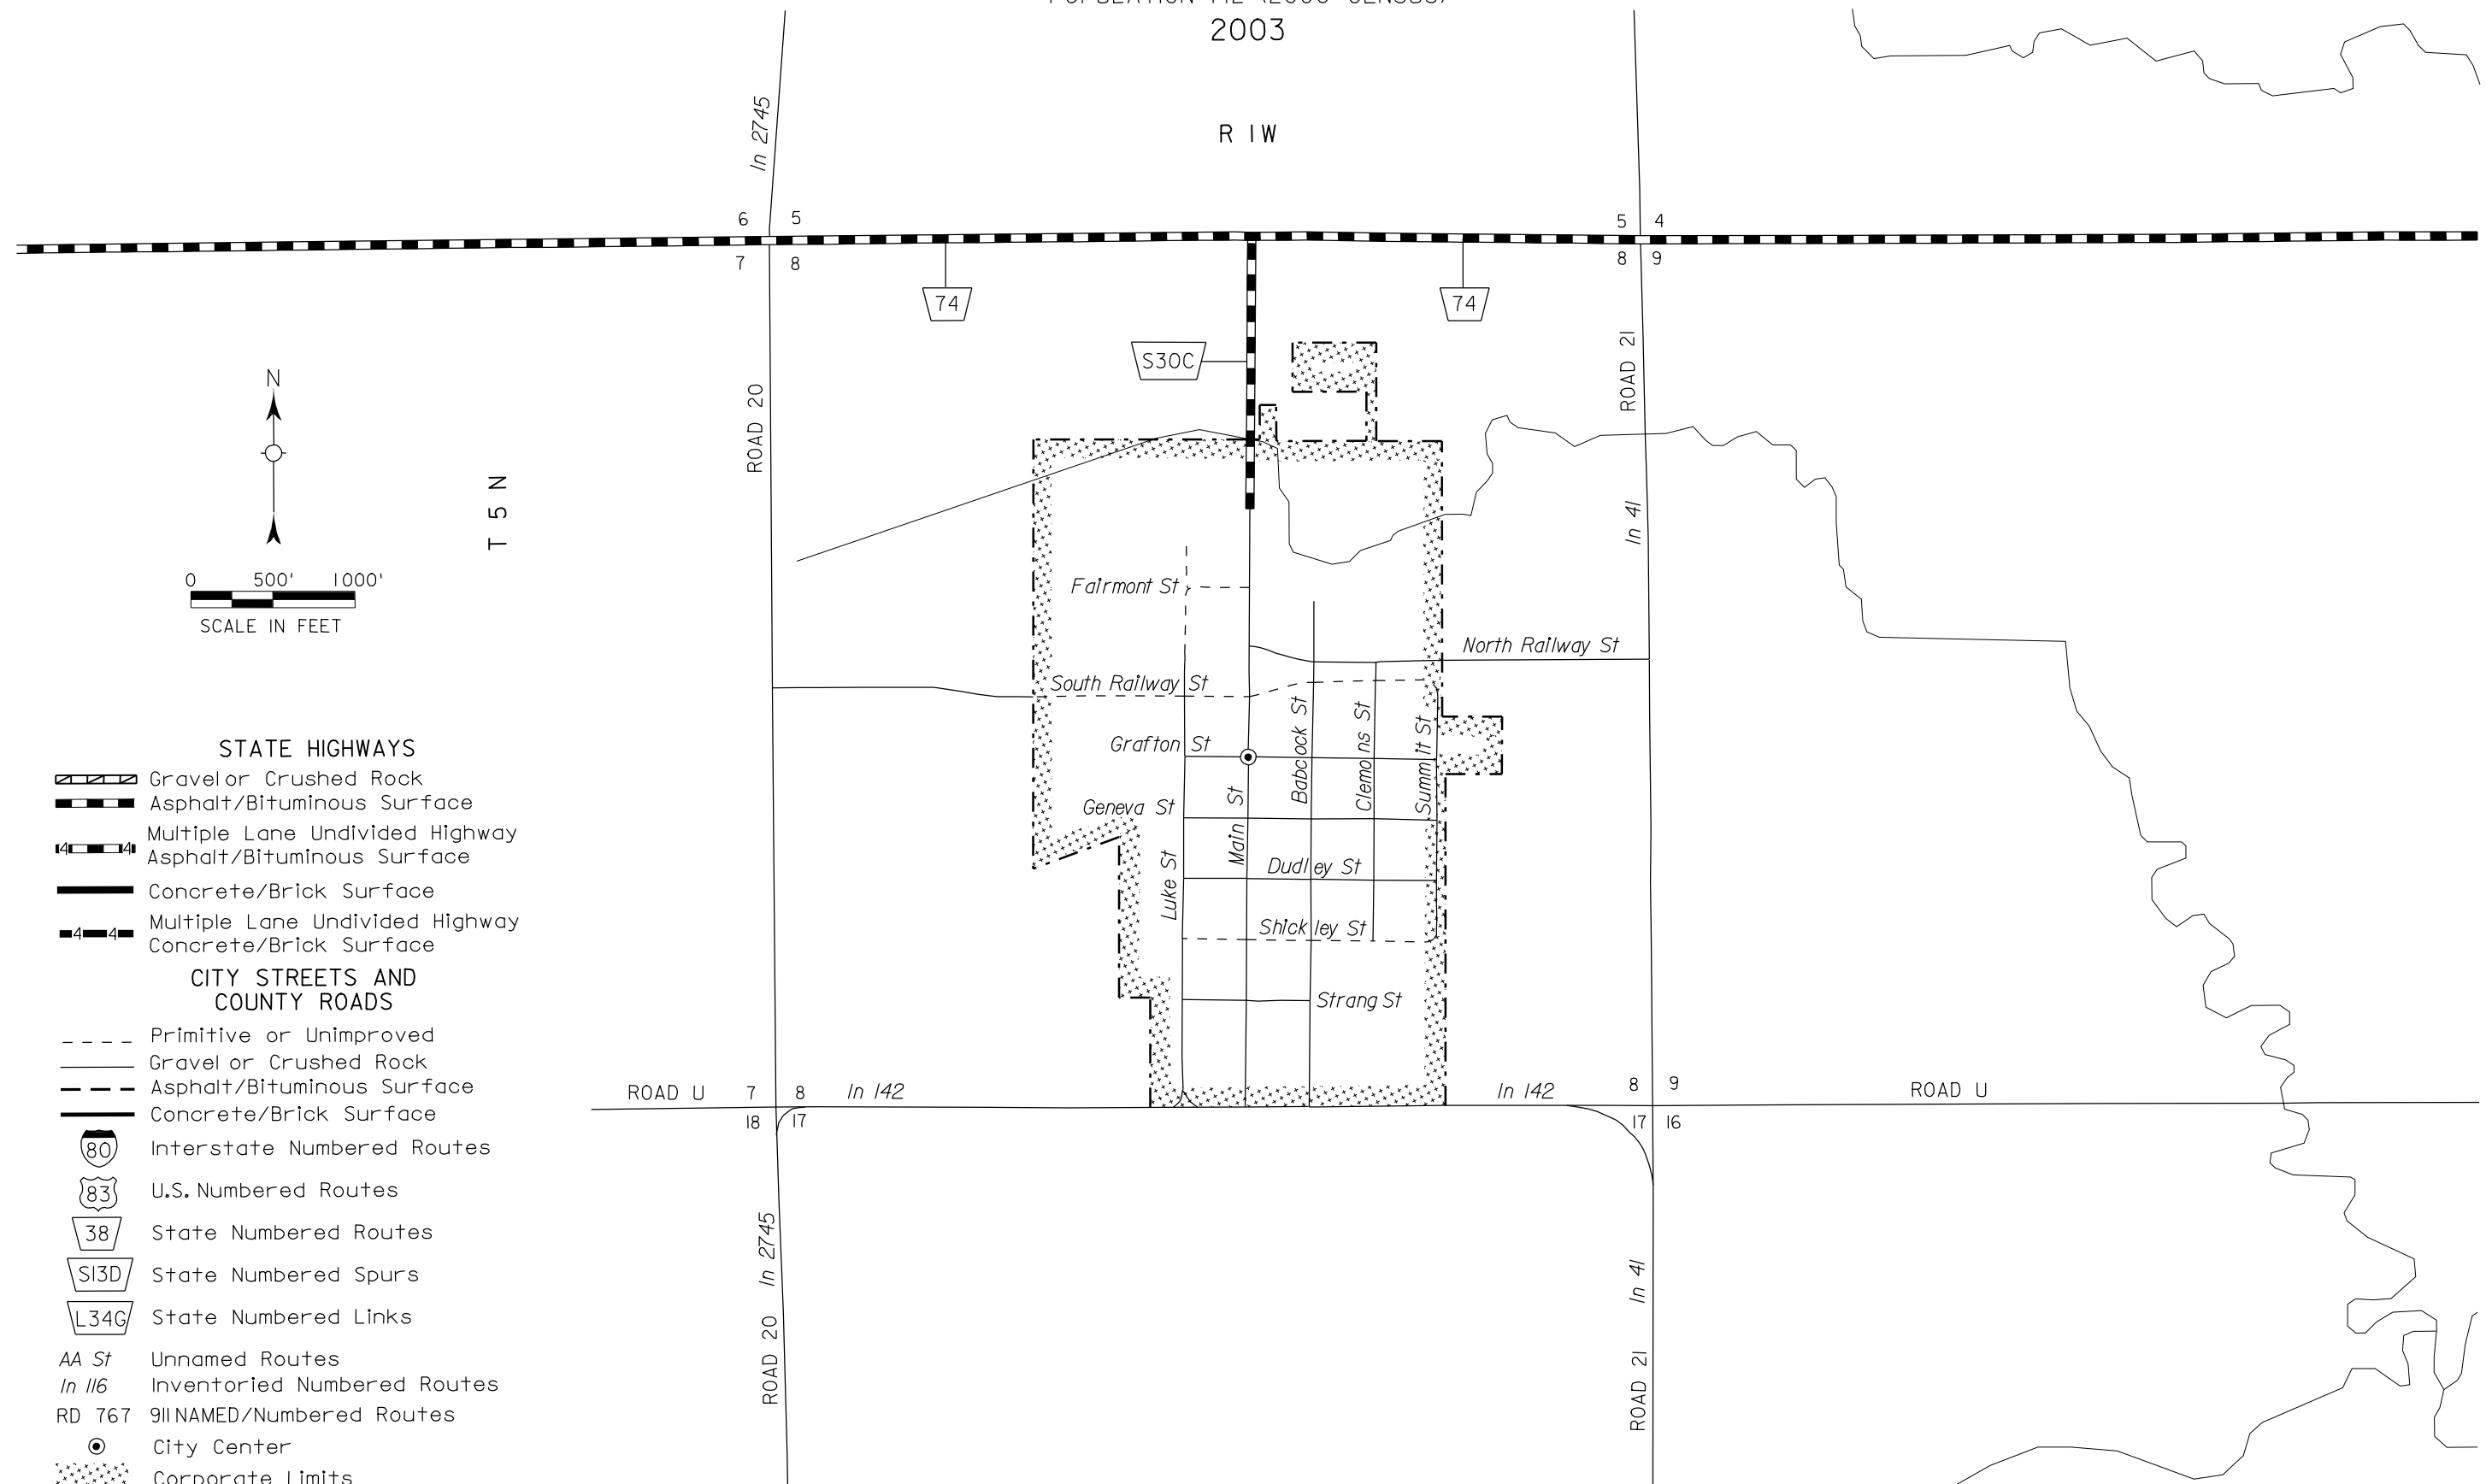 2003
In 2745
R 1W
6
5
5
4
7
8
8
9
74
74
S30C
ROAD 21
ROAD 20
N
T 5 N
In 41
0 500' 1000'
SCALE IN FEET
Fairmont St
North Railway St
South Railway St
Grafton St
Babcock St
Clemons St
Summit St
Geneva St
Main St
Luke St
Dudley St
Shickley St
Strang St
STATE HIGHWAYS
Gravel or Crushed Rock
Asphalt/Bituminous Surface
4 4 Multiple Lane Undivided Highway
Asphalt/Bituminous Surface
Concrete/Brick Surface
4 4 Multiple Lane Undivided Highway
Concrete/Brick Surface
CITY STREETS AND
COUNTY ROADS
Primitive or Unimproved
Gravel or Crushed Rock
Asphalt/Bituminous Surface
Concrete/Brick Surface
80 Interstate Numbered Routes
83 U.S. Numbered Routes
38 State Numbered Routes
S13D State Numbered Spurs
L34G State Numbered Links
AA St Unnamed Routes
In 116 Inventoried Numbered Routes
RD 767 911 NAMED/Numbered Routes
City Center
Corporate Limits
ROAD U
7
8
In 142
In 142
8
9
ROAD U
18
17
17
16
In 2745
ROAD 20
In 41
ROAD 21